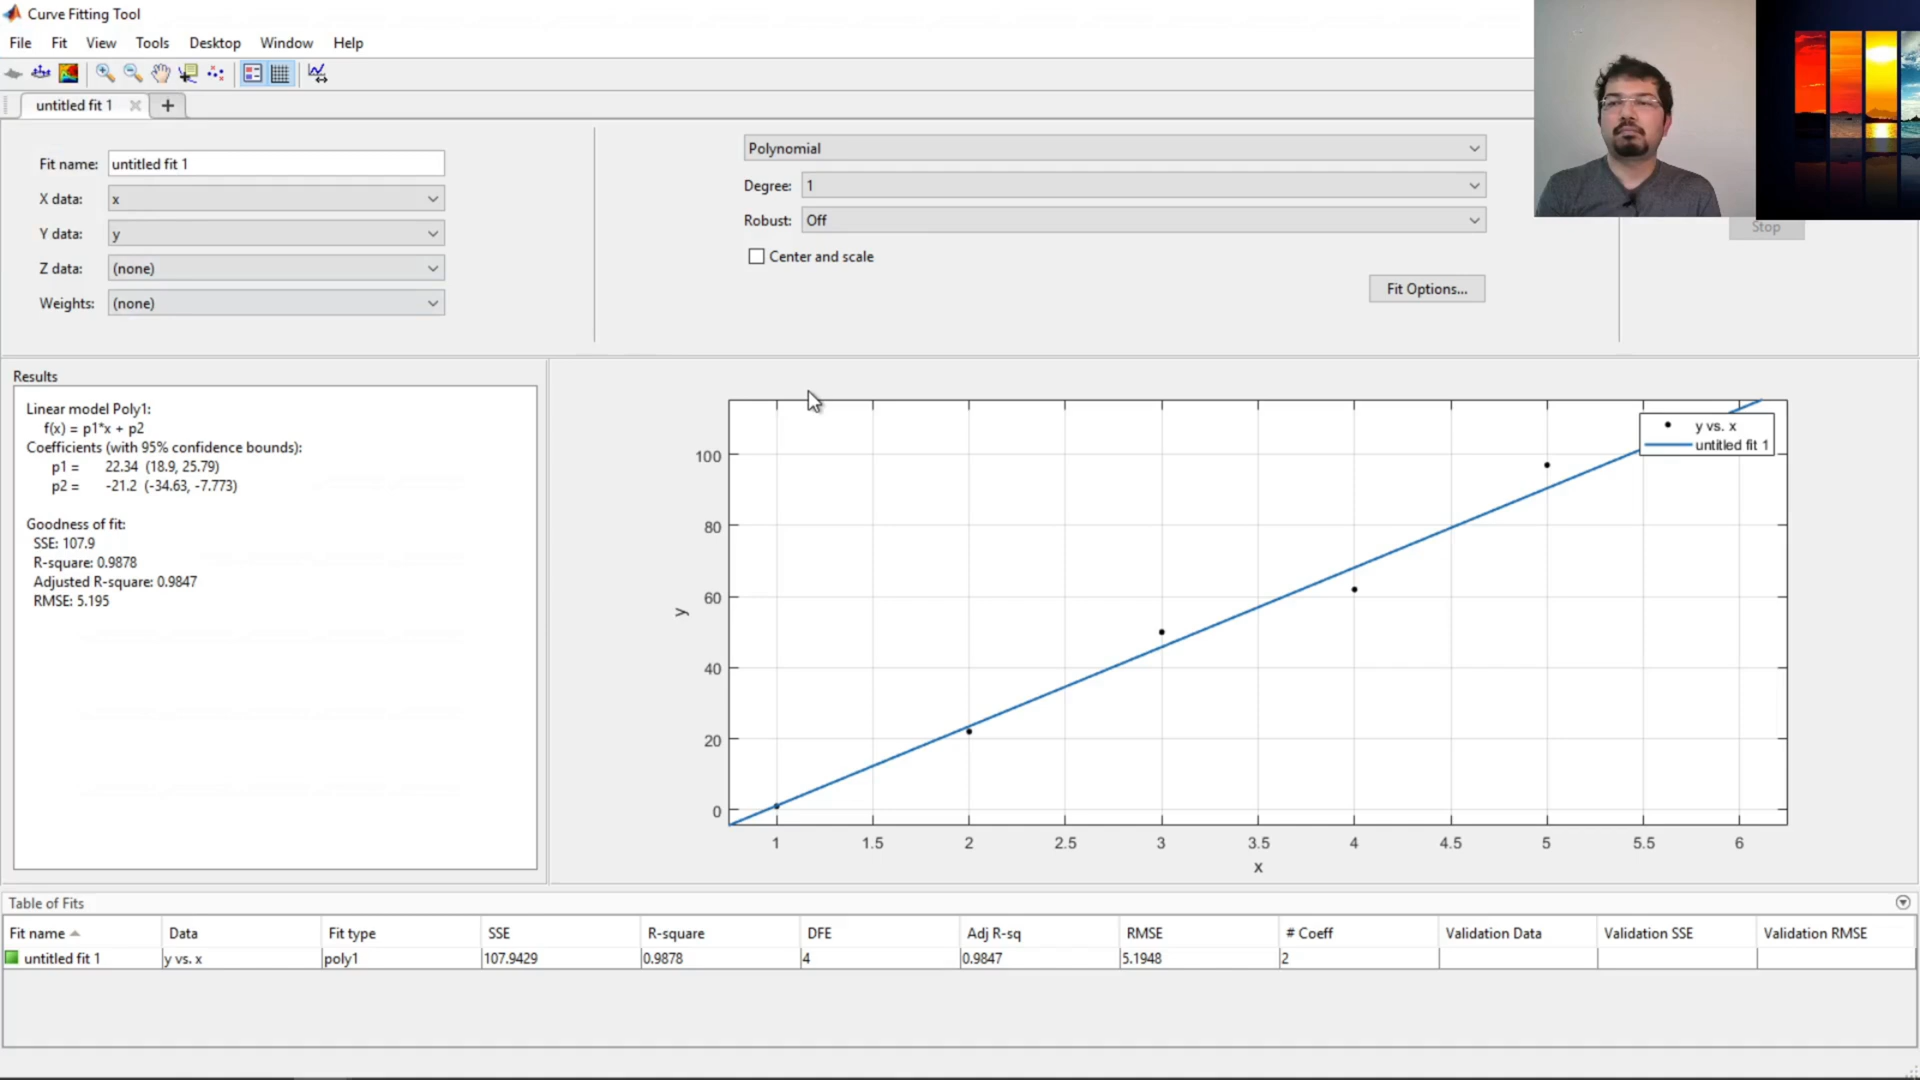 Curve Fitting Tool
File Fit View Tools Desktop Window Help
untitled fit 1
Fit name: untitled fit 1
X data: x
Y data: y
Z data: (none)
Weights: (none)
Polynomial
Degree: 1
Robust: Off
Center and scale
Fit Options...
Stop
Results
Linear model Poly1:
f(x) = p1*x + p2
Coefficients (with 95% confidence bounds):
p1 = 22.34 (18.9, 25.79)
p2 = -21.2 (-34.63, -7.773)
Goodness of fit:
SSE: 107.9
R-square: 0.9878
Adjusted R-square: 0.9847
RMSE: 5.195
y vs. x
untitled fit 1
100
80
60
40
20
0
y
1 1.5 2 2.5 3 3.5 4 4.5 5 5.5 6
x
Table of Fits
Fit name Data Fit type SSE R-square DFE Adj R-sq RMSE # Coeff Validation Data Validation SSE Validation RMSE
untitled fit 1 y vs. x poly1 107.9429 0.9878 4 0.9847 5.1948 2